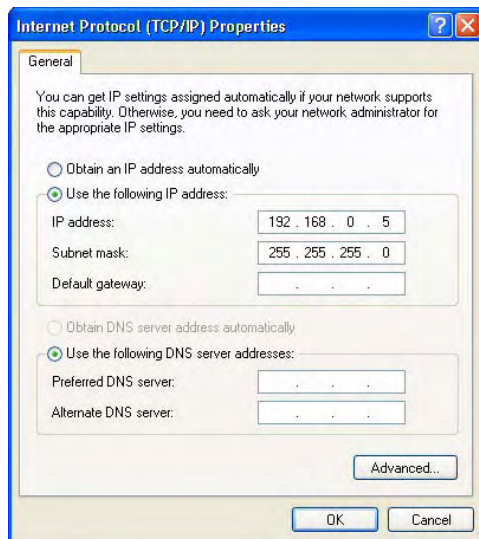 Internet Protocol (TCP/IP) Properties
General
You can get IP settings assigned automatically if your network supports
this capability. Otherwise, you need to ask your network administrator for
the appropriate IP settings.
Obtain an IP address automatically
Use the following IP address:
IP address: 192 . 168 . 0 . 5
Subnet mask: 255 . 255 . 255 . 0
Default gateway: . . .
Obtain DNS server address automatically
Use the following DNS server addresses:
Preferred DNS server: . . .
Alternate DNS server: . . .
Advanced...
OK Cancel